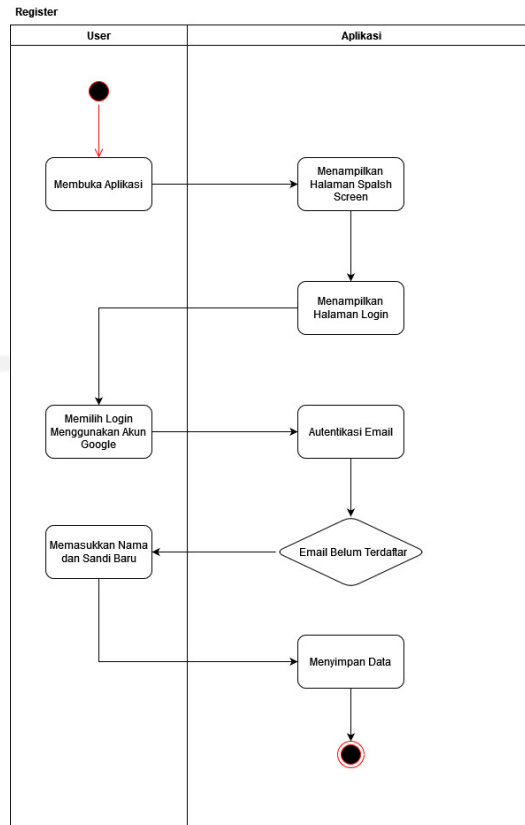 Register
User
Aplikasi
Membuka Aplikasi
Menampilkan
Halaman Spalsh
Screen
Menampilkan
Halaman Login
Memilih Login
Menggunakan Akun
Google
Autentikasi Email
Memasukkan Nama
dan Sandi Baru
Email Belum Terdaftar
Menyimpan Data